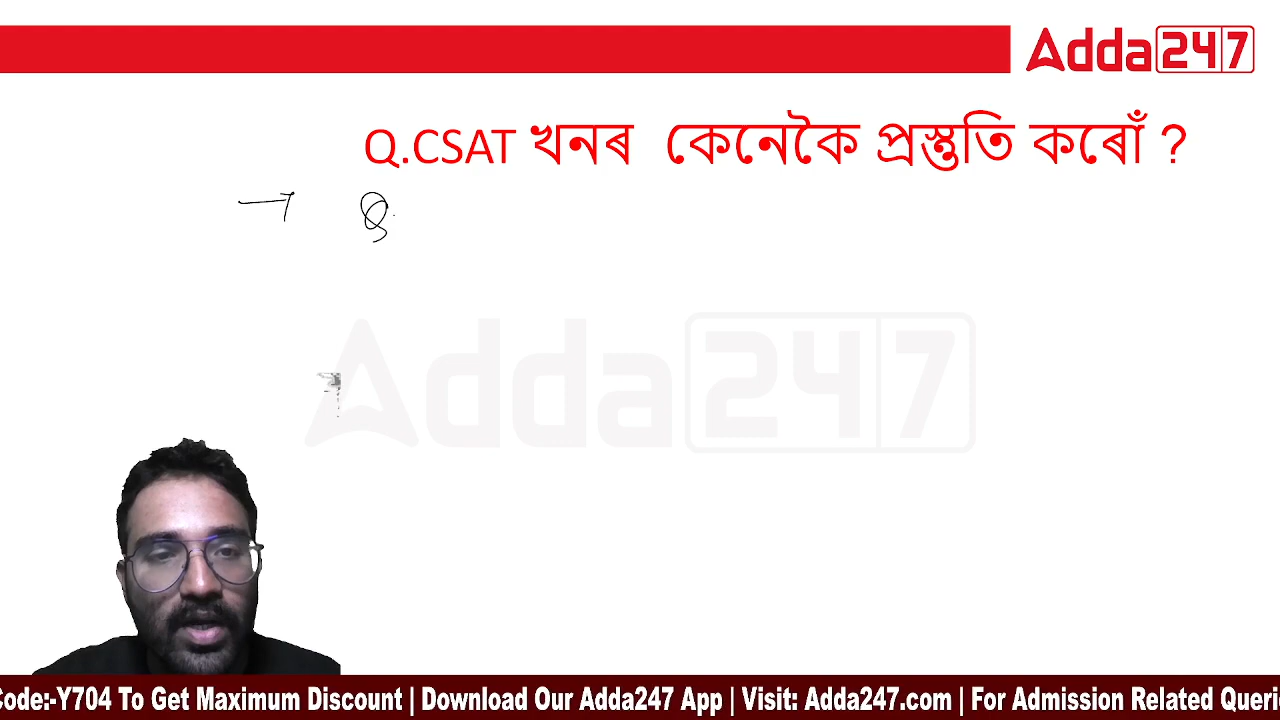 Adda247
Q.CSAT খনৰ কেনেকৈ প্ৰস্তুতি কৰোঁ ?
Adda247
Code:-Y704 To Get Maximum Discount | Download Our Adda247 App | Visit: Adda247.com | For Admission Related Queri